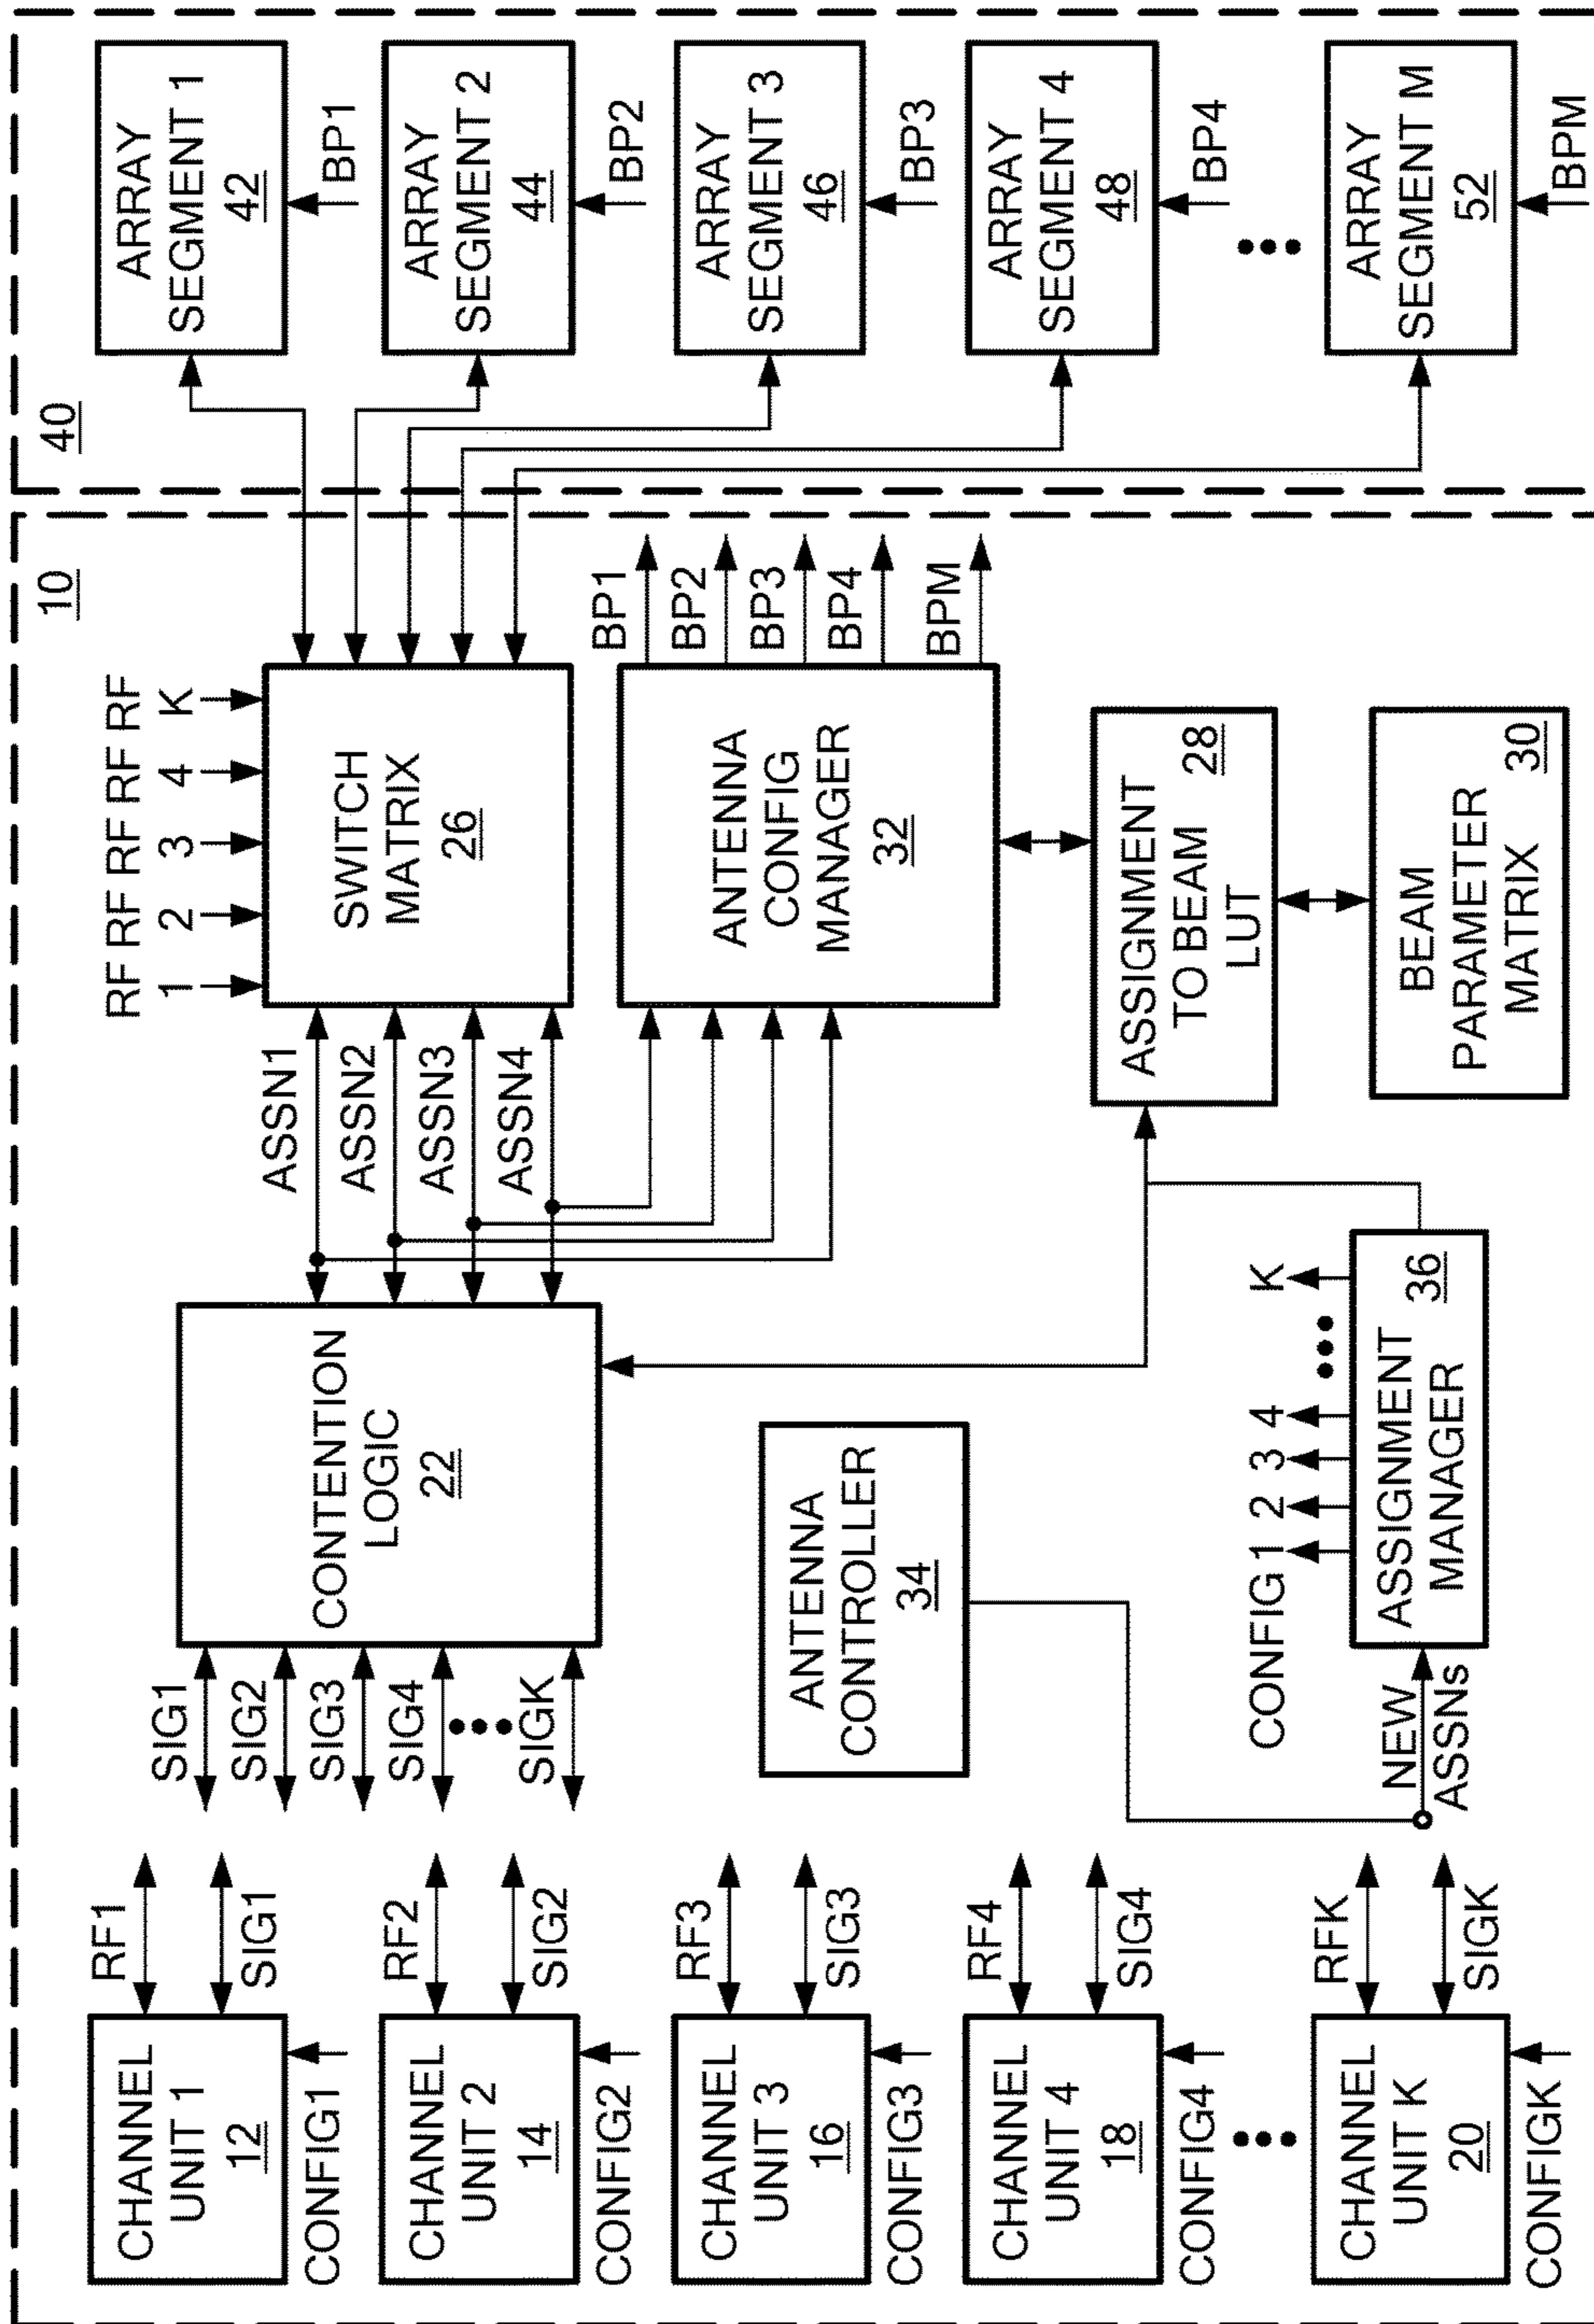 10
40
CHANNEL
UNIT 1
12
CONFIG1
RF1
SIG1
CHANNEL
UNIT 2
14
CONFIG2
RF2
SIG2
CHANNEL
UNIT 3
16
CONFIG3
RF3
SIG3
CHANNEL
UNIT 4
18
CONFIG4
RF4
SIG4
CHANNEL
UNIT K
20
CONFIGK
RFK
SIGK
SIG1
SIG2
SIG3
SIG4
SIGK
CONTENTION
LOGIC
22
ANTENNA
CONTROLLER
34
CONFIG 1 2 3 4 K
NEW
ASSNs
ASSIGNMENT
MANAGER
36
ASSN1
ASSN2
ASSN3
ASSN4
RF RF RF RF RF
1 2 3 4 K
SWITCH
MATRIX
26
ANTENNA
CONFIG
MANAGER
32
BP1
BP2
BP3
BP4
BPM
ASSIGNMENT
TO BEAM
LUT
28
BEAM
PARAMETER
MATRIX
30
ARRAY
SEGMENT 1
42
BP1
ARRAY
SEGMENT 2
44
BP2
ARRAY
SEGMENT 3
46
BP3
ARRAY
SEGMENT 4
48
BP4
ARRAY
SEGMENT M
52
BPM